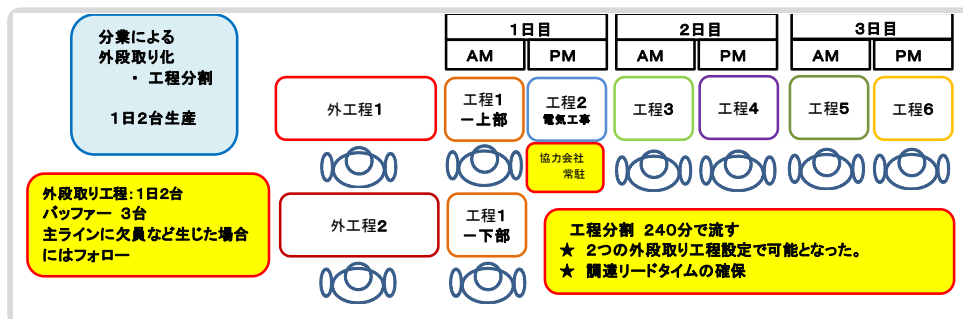 分業による
外段取り化
・ 工程分割
1日2台生産
1日目
2日目
3日目
AM
PM
AM
PM
AM
PM
外工程1
工程1
ー上部
工程2
電気工事
工程3
工程4
工程5
工程6
協力会社
常駐
外段取り工程:1日2台
バッファー 3台
主ラインに欠員など生じた場合
にはフォロー
外工程2
工程1
ー下部
工程分割 240分で流す
★ 2つの外段取り工程設定で可能となった。
★ 調達リードタイムの確保